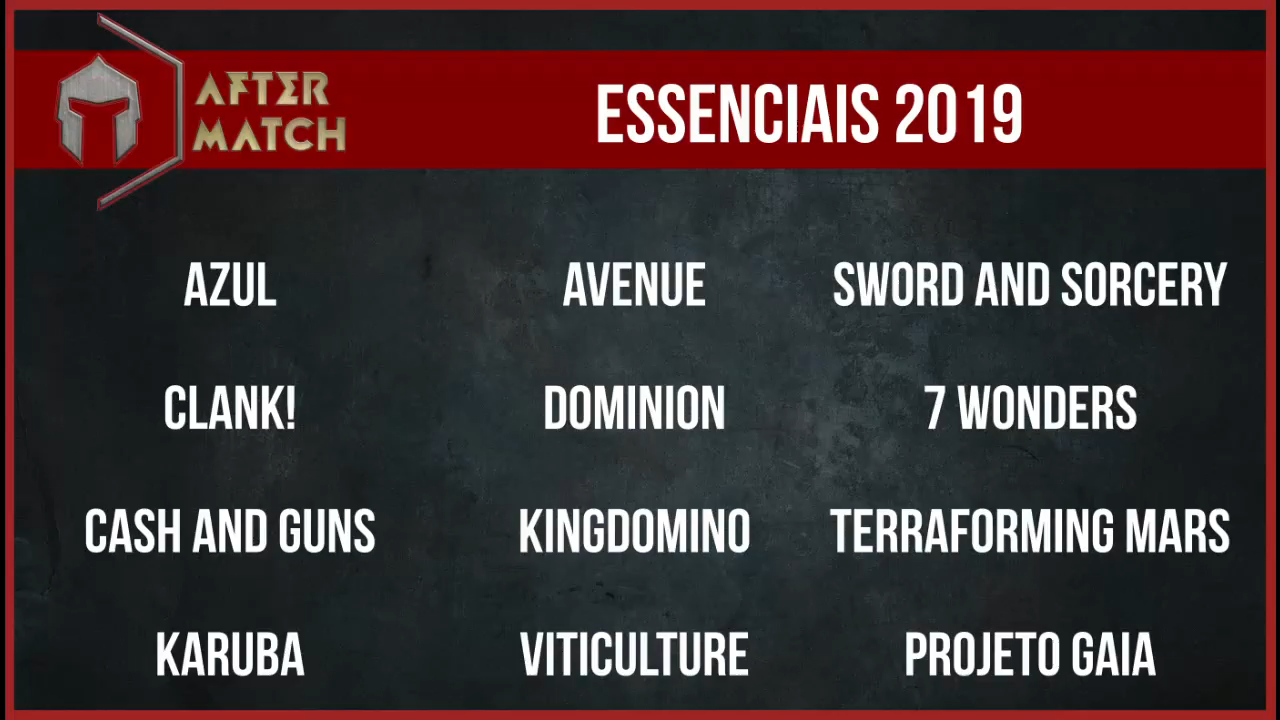 AFTER
MATCH
ESSENCIAIS 2019
AZUL
AVENUE
SWORD AND SORCERY
CLANK!
DOMINION
7 WONDERS
CASH AND GUNS
KINGDOMINO
TERRAFORMING MARS
KARUBA
VITICULTURE
PROJETO GAIA